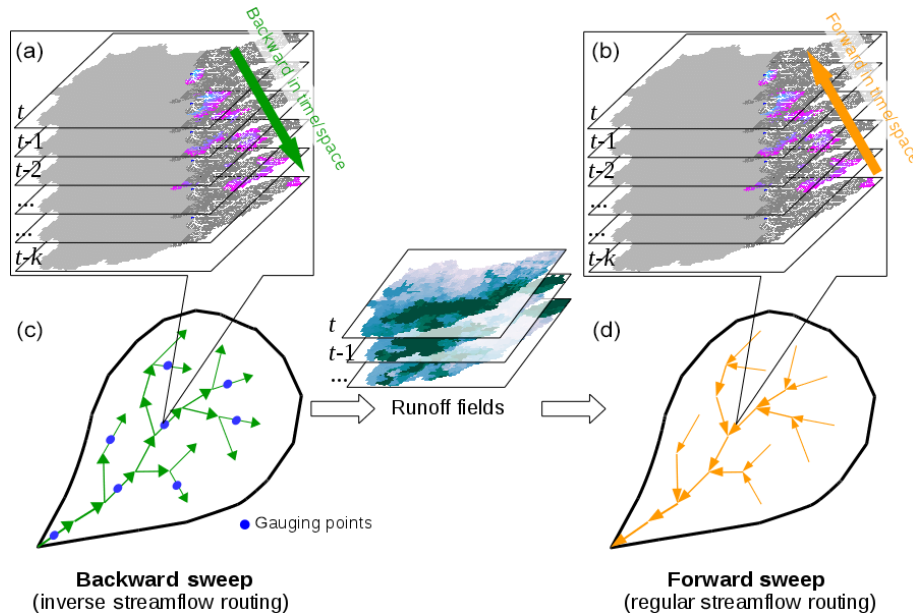 (a)
Backward in time/space
t
t-1
t-2
...
...
t-k
(b)
Forward in time/space
t
t-1
t-2
...
...
t-k
(c)
Gauging points
t
t-1
...
Runoff fields
(d)
Backward sweep
(inverse streamflow routing)
Forward sweep
(regular streamflow routing)